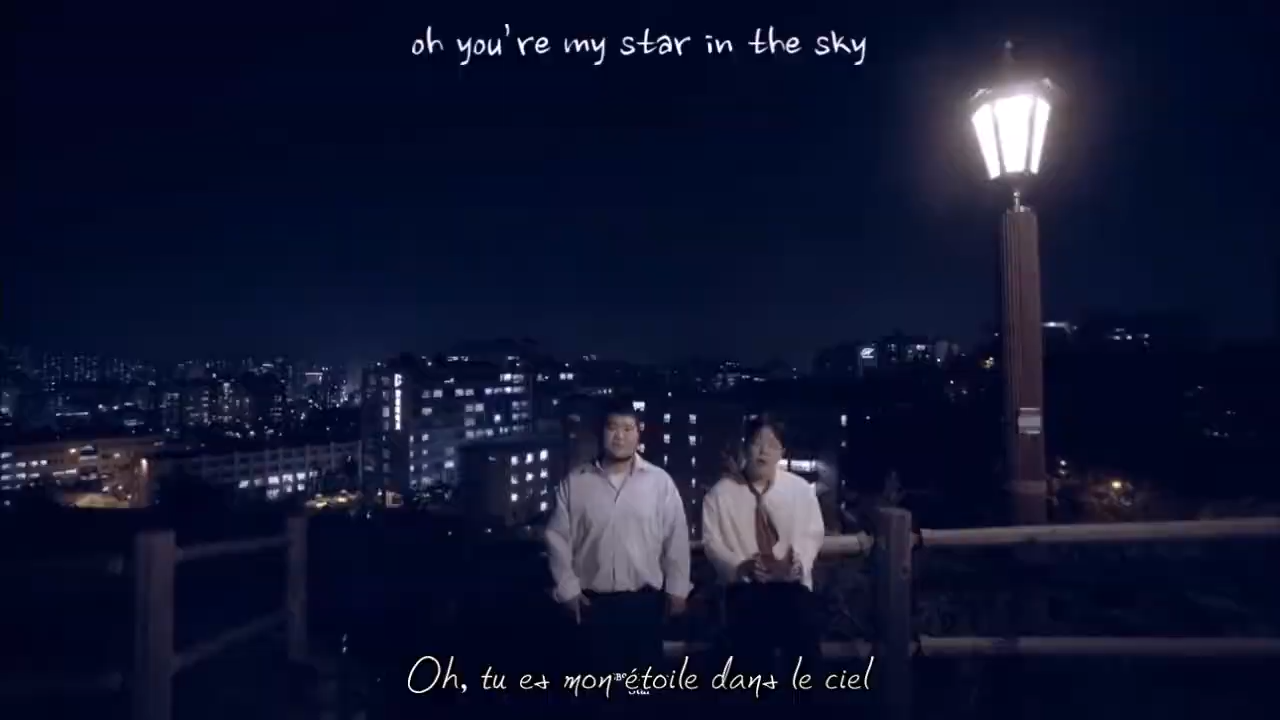 oh you're my star in the sky
Oh, tu es mon étoile dans le ciel